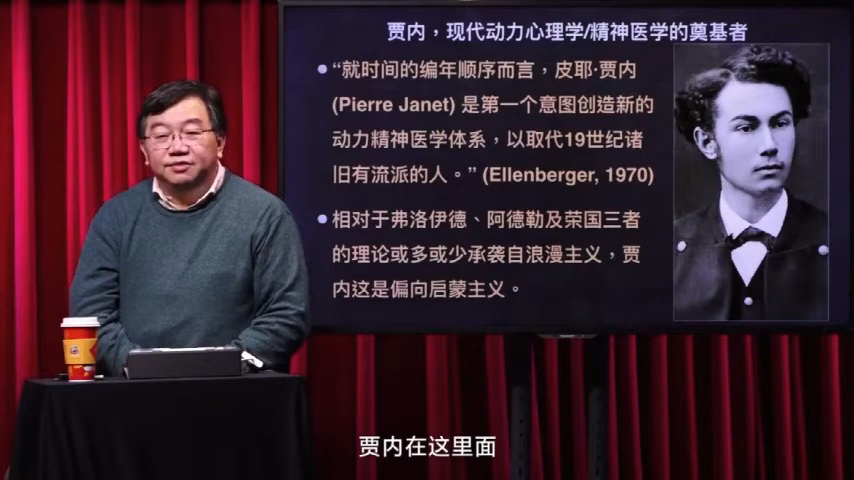 贾内，现代动力心理学/精神医学的奠基者
“就时间的编年顺序而言，皮耶·贾内
(Pierre Janet) 是第一个意图创造新的
动力精神医学体系，以取代19世纪诸
旧有流派的人。” (Ellenberger, 1970)
相对于弗洛伊德、阿德勒及荣国三者
的理论或多或少承袭自浪漫主义，贾
内这是偏向启蒙主义。
贾内在这里面